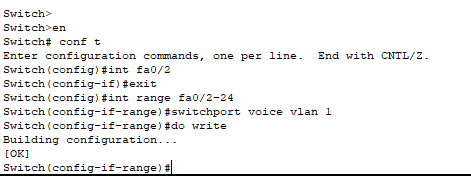 Switch>
Switch>en
Switch# conf t
Enter configuration commands, one per line.  End with CNTL/Z.
Switch(config)#int fa0/2
Switch(config-if)#exit
Switch(config)#int range fa0/2-24
Switch(config-if-range)#switchport voice vlan 1
Switch(config-if-range)#do write
Building configuration...
[OK]
Switch(config-if-range)#